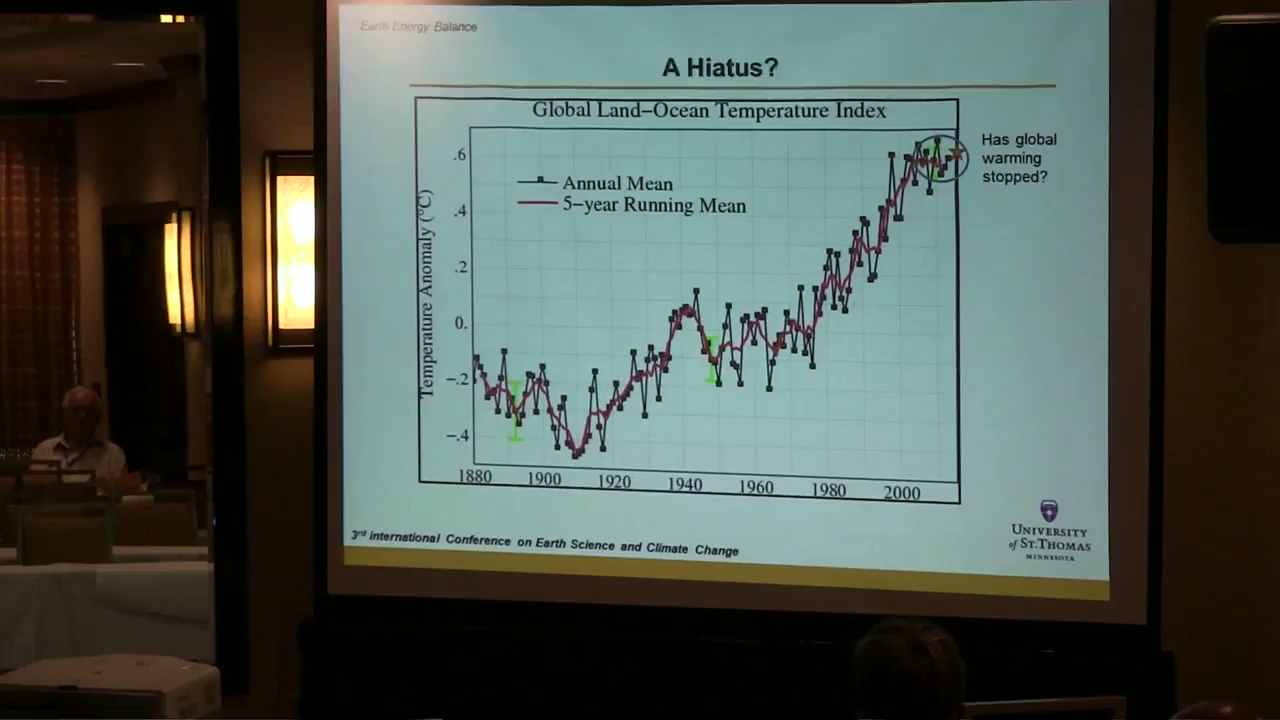 Earth Energy Balance
A Hiatus?
Global Land−Ocean Temperature Index
Has global
warming
stopped?
.6
.4
.2
0.
−.2
−.4
Temperature Anomaly (°C)
Annual Mean
5−year Running Mean
1880 1900 1920 1940 1960 1980 2000
3rd international Conference on Earth Science and Climate Change
UNIVERSITY
of ST. THOMAS
MINNESOTA